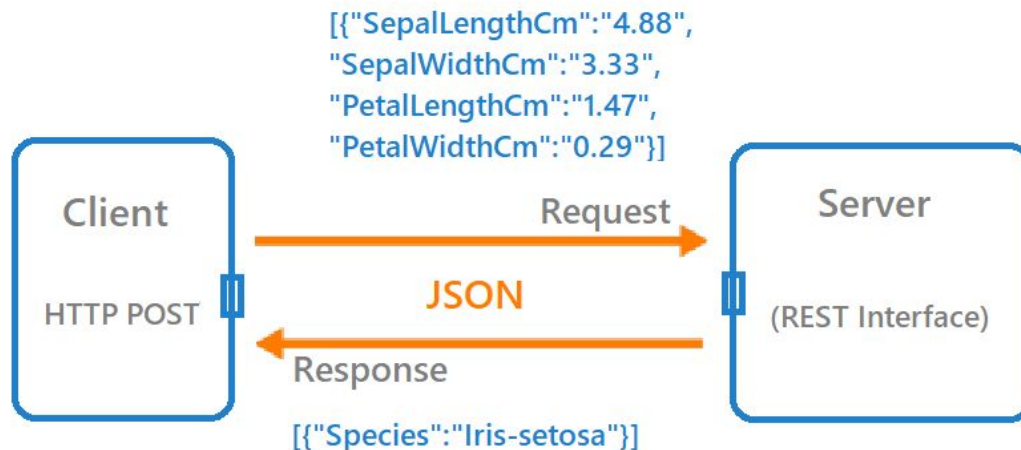 [{"SepalLengthCm":"4.88",
"SepalWidthCm":"3.33",
"PetalLengthCm":"1.47",
"PetalWidthCm":"0.29"}]
Client
HTTP POST
Request
JSON
Response
Server
(REST Interface)
[{"Species":"Iris-setosa"}]